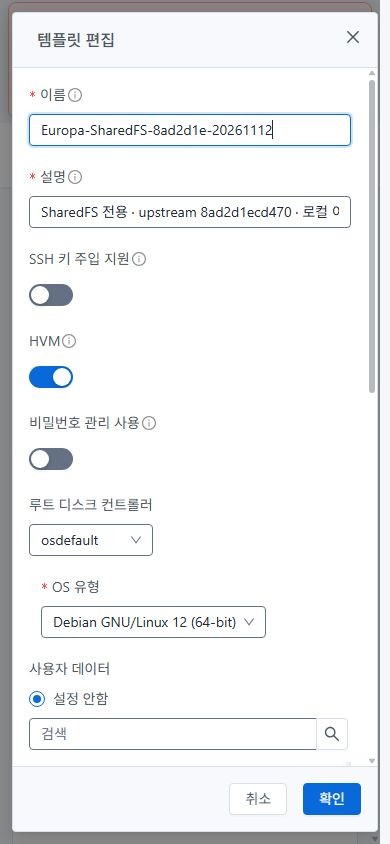 템플릿 편집
* 이름
Europa-SharedFS-8ad2d1e-20261112
* 설명
SharedFS 전용 · upstream 8ad2d1ecd470 · 로컬
SSH 키 주입 지원
HVM
비밀번호 관리 사용
루트 디스크 컨트롤러
osdefault
* OS 유형
Debian GNU/Linux 12 (64-bit)
사용자 데이터
설정 안함
검색
취소
확인